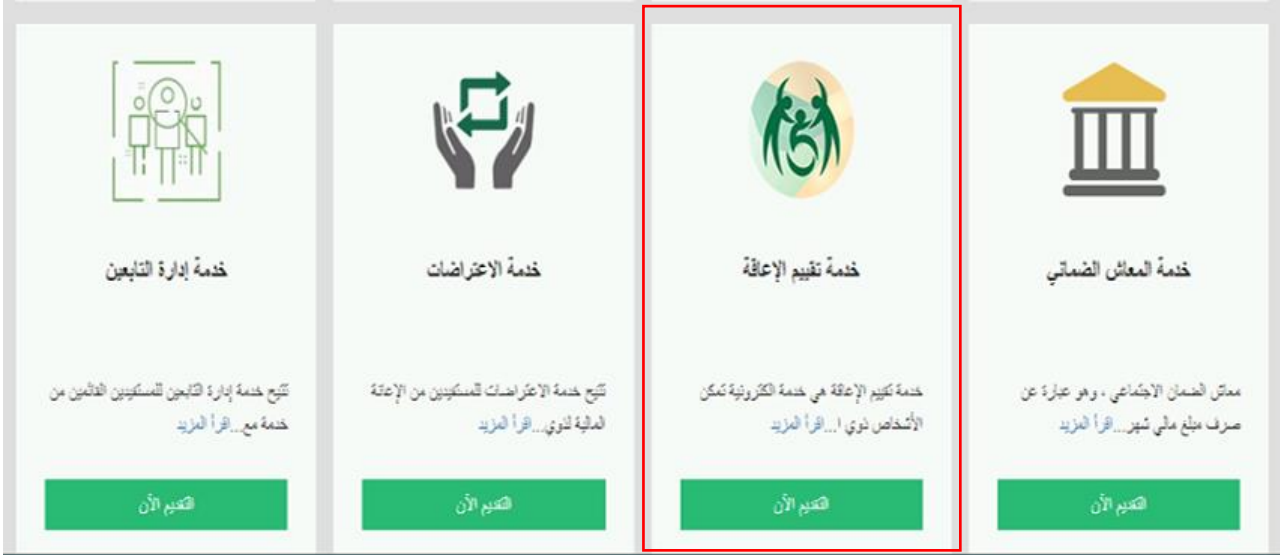 خدمة المعاش الضماني
معاش الضمان الاجتماعي ، وهو عبارة عن
صرف مبلغ مالي شهر...اقرأ المزيد
التقديم الآن
خدمة تقييم الإعاقة
خدمة تقييم الإعاقة هي خدمة الكترونية تمكن
الأشخاص ذوي ا...اقرأ المزيد
التقديم الآن
خدمة الاعتراضات
تتيح خدمة الاعتراضات للمستفيدين من الإعانة
المالية لذوي...اقرأ المزيد
التقديم الآن
خدمة إدارة التابعين
تتيح خدمة إدارة التابعين للمستفيدين القائمين من
خدمة مع...اقرأ المزيد
التقديم الآن